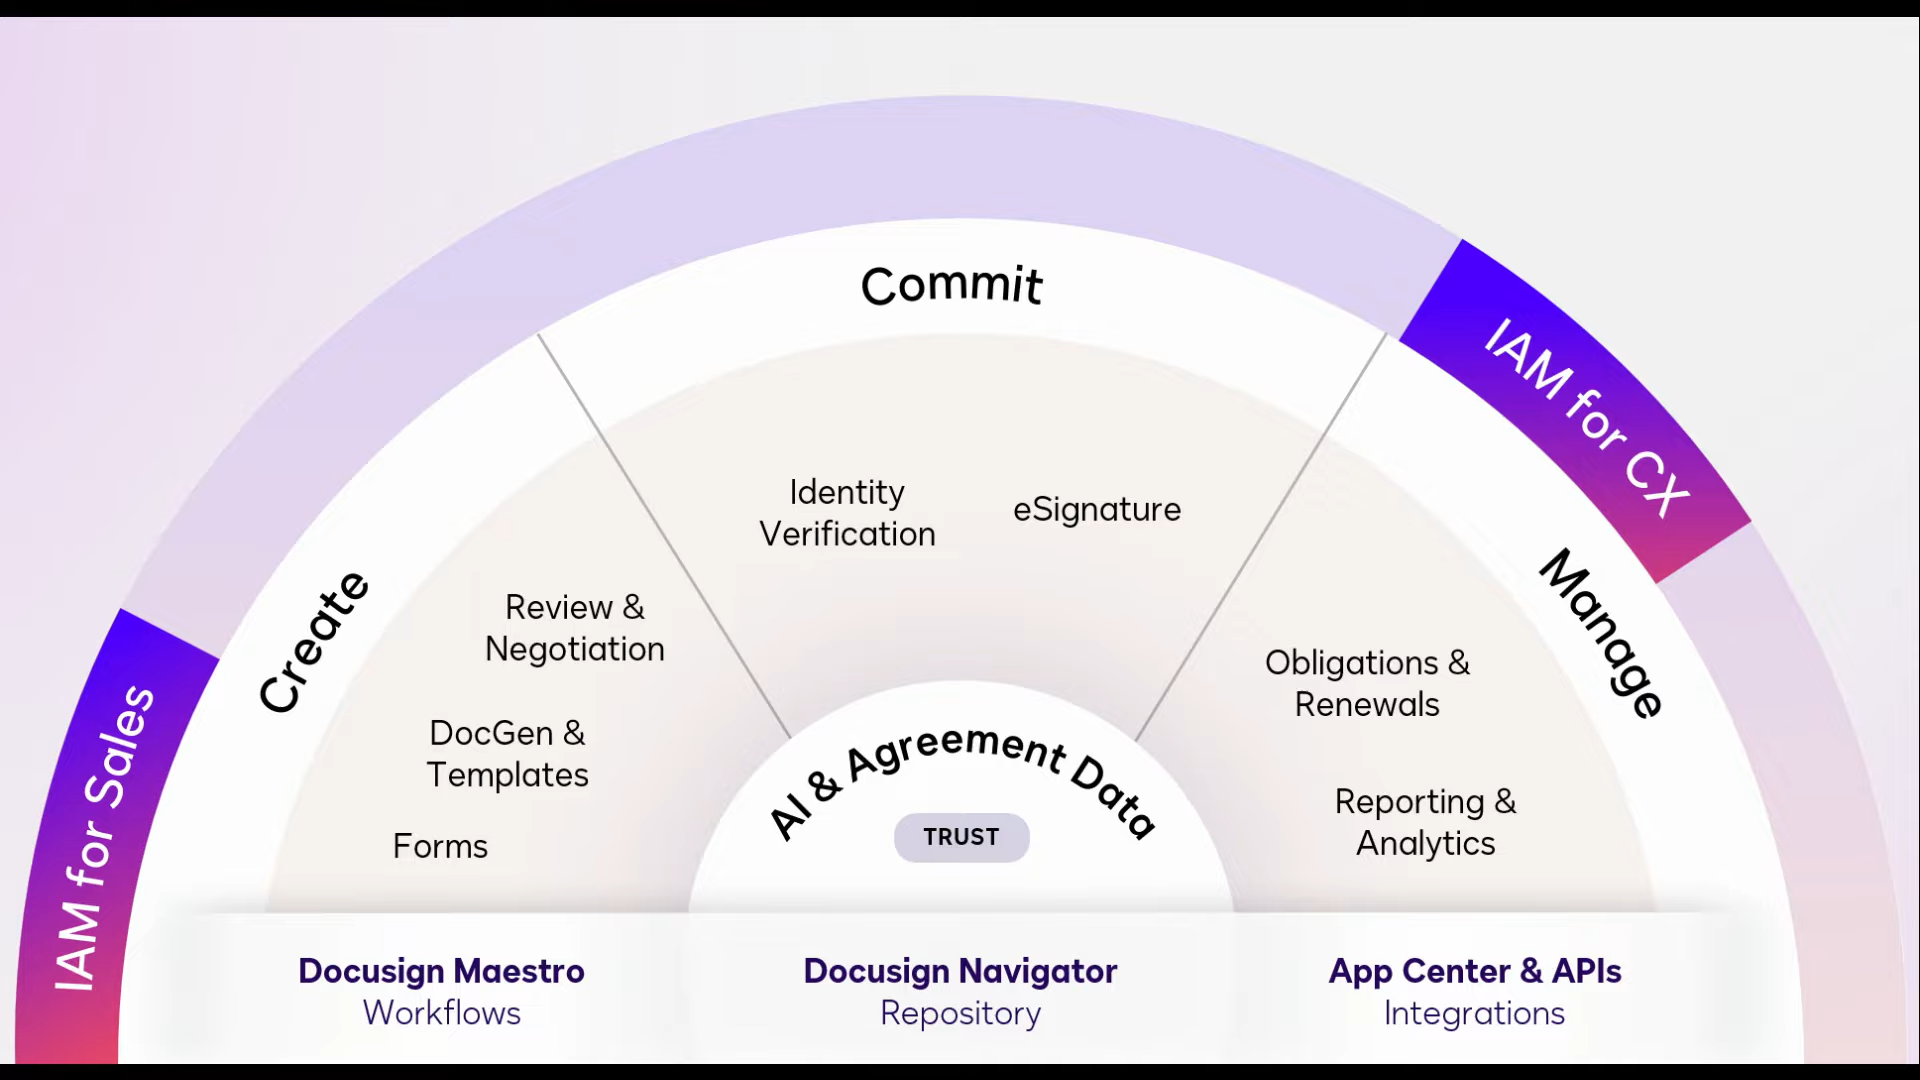 Commit
IAM for CX
Identity
Verification
eSignature
Create
Manage
Review &
Negotiation
Obligations &
Renewals
IAM for Sales
DocGen &
Templates
AI & Agreement Data
TRUST
Reporting &
Analytics
Forms
Docusign Maestro
Workflows
Docusign Navigator
Repository
App Center & APIs
Integrations